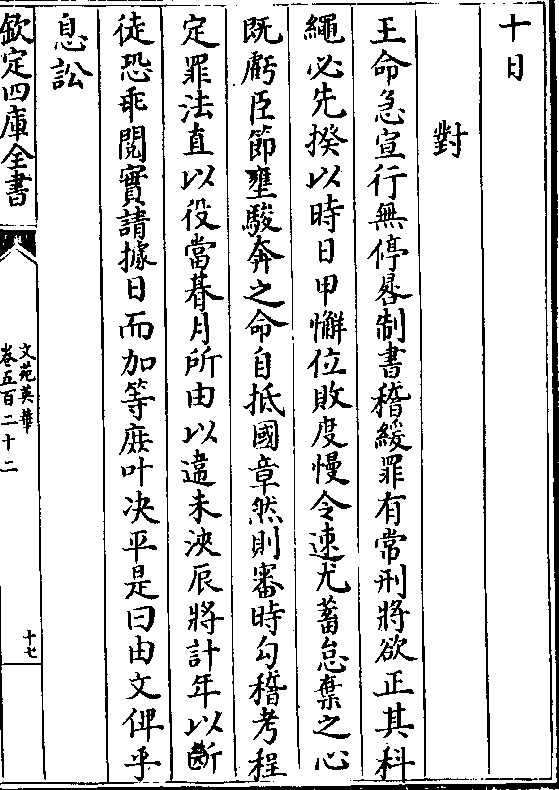 十日
對
王命急宣行無停晷制書稽緩罪有常刑將欲正其科
繩必先揆以時日甲懈位敗度慢令速尤蓄怠棄之心
既虧臣節壅駿奔之命自抵國章然則審時勾稽考程
定罪法直以役當朞月所由以違未浹辰將計年以斷
徒恐乖閱實請據日而加等庶叶决平是曰由文俾乎
息訟
欽定四庫全書
文苑英華
卷五百二十二
十七